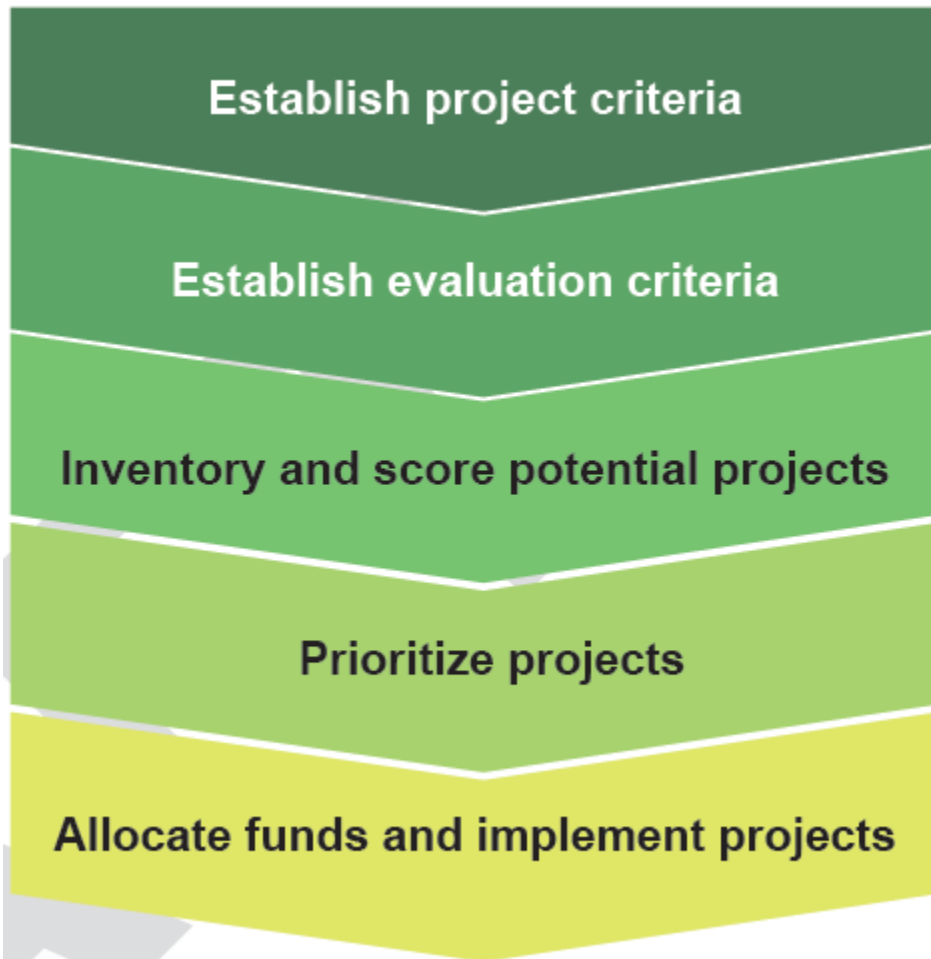 Establish project criteria
Establish evaluation criteria
Inventory and score potential projects
Prioritize projects
Allocate funds and implement projects